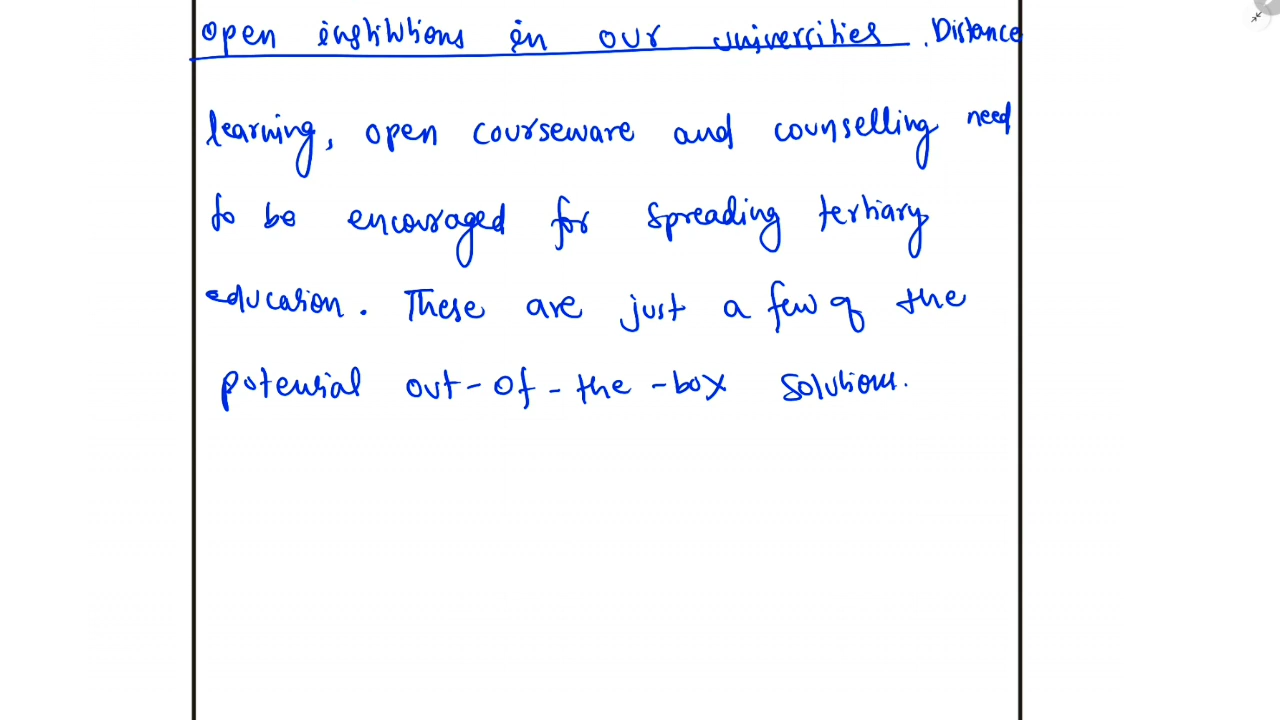 open institutions in our universities. Distance
learning, open courseware and counselling need
to be encouraged for spreading tertiary
education. These are just a few of the
potential out-of-the-box solutions.